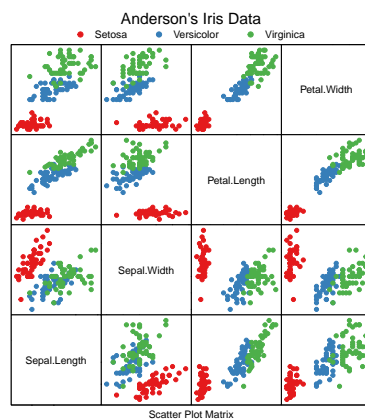 Anderson's Iris Data
Setosa Versicolor Virginica
Petal.Width
Petal.Length
Sepal.Width
Sepal.Length
Scatter Plot Matrix